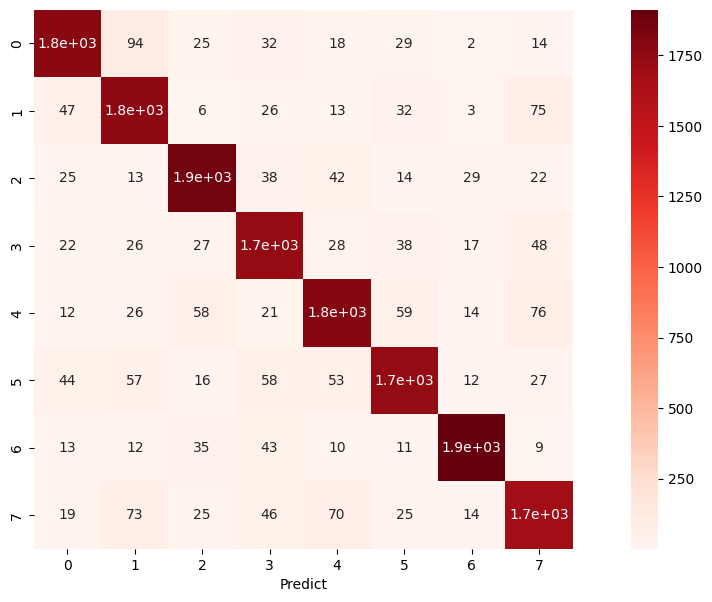 0 1.8e+03 94 25 32 18 29 2 14
1 47 1.8e+03 6 26 13 32 3 75
2 25 13 1.9e+03 38 42 14 29 22
3 22 26 27 1.7e+03 28 38 17 48
4 12 26 58 21 1.8e+03 59 14 76
5 44 57 16 58 53 1.7e+03 12 27
6 13 12 35 43 10 11 1.9e+03 9
7 19 73 25 46 70 25 14 1.7e+03
0 1 2 3 4 5 6 7
Predict
1750
1500
1250
1000
750
500
250